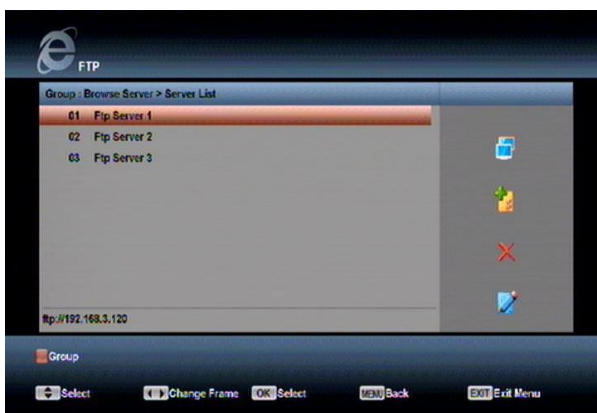 FTP
Group : Browse Server > Server List
01 Ftp Server 1
02 Ftp Server 2
03 Ftp Server 3
ftp://192.168.3.120
Group
Select
Change Frame
OK Select
MENU Back
EXIT Exit Menu